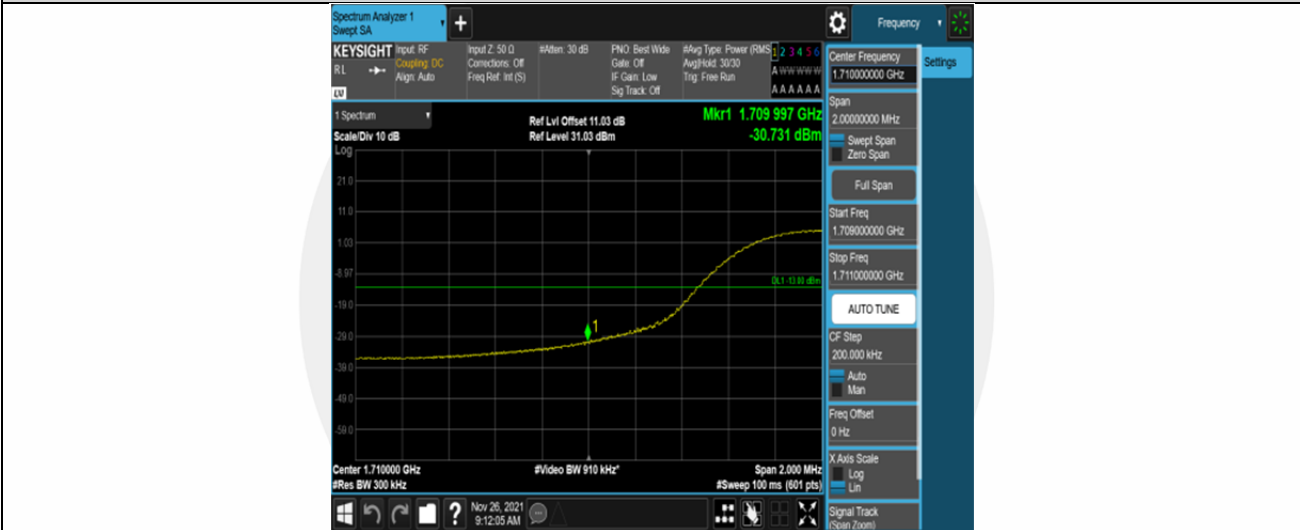 Spectrum Analyzer 1
Swept SA
+
Frequency
KEYSIGHT
RL
Input: RF
Coupling: DC
Align: Auto
Input Z: 50 Ω
Corrections: Off
Freq Ref: Int (S)
#Atten: 30 dB
PNO: Best Wide
Gate: Off
IF Gain: Low
Sig Track: Off
#Avg Type: Power (RMS
Avg|Hold: 30/30
Trig: Free Run
1 2 3 4 5 6
A W W W W W
A A A A A A
1 Spectrum
Scale/Div 10 dB
Log
Ref Lvl Offset 11.03 dB
Ref Level 31.03 dBm
Mkr1 1.709 997 GHz
-30.731 dBm
21.0
11.0
1.03
-8.97
-19.0
-29.0
-39.0
-49.0
-59.0
DL1 -13.00 dBm
1
Center 1.710000 GHz
#Res BW 300 kHz
#Video BW 910 kHz*
Span 2.000 MHz
#Sweep 100 ms (601 pts)
Center Frequency
1.710000000 GHz
Settings
Span
2.00000000 MHz
Swept Span
Zero Span
Full Span
Start Freq
1.709000000 GHz
Stop Freq
1.711000000 GHz
AUTO TUNE
CF Step
200.000 kHz
Auto
Man
Freq Offset
0 Hz
X Axis Scale
Log
Lin
Signal Track
(Span Zoom)
?
Nov 26, 2021
9:12:05 AM